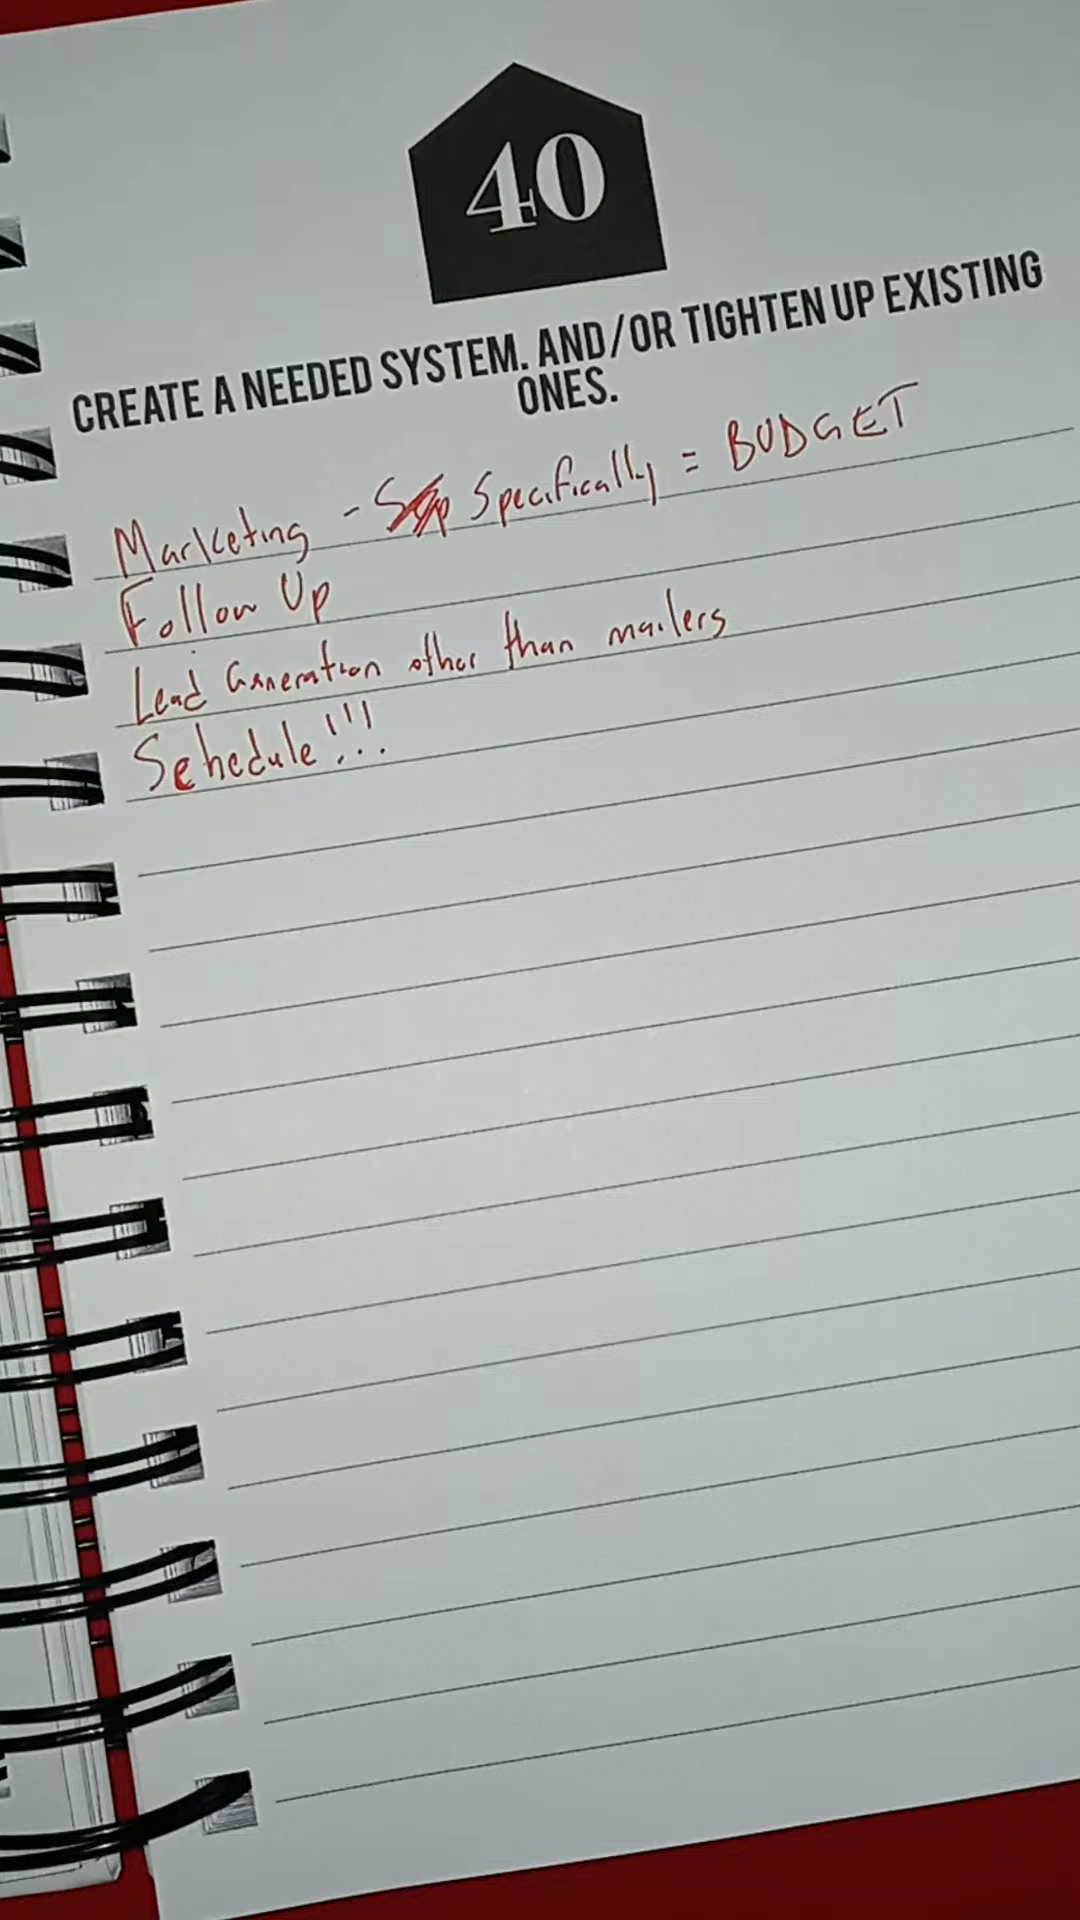 40
CREATE A NEEDED SYSTEM. AND/OR TIGHTEN UP EXISTING
ONES.
Marketing - Sp Specifically = BUDGET
Follow Up
Lead Generation other than mailers
Schedule!!!